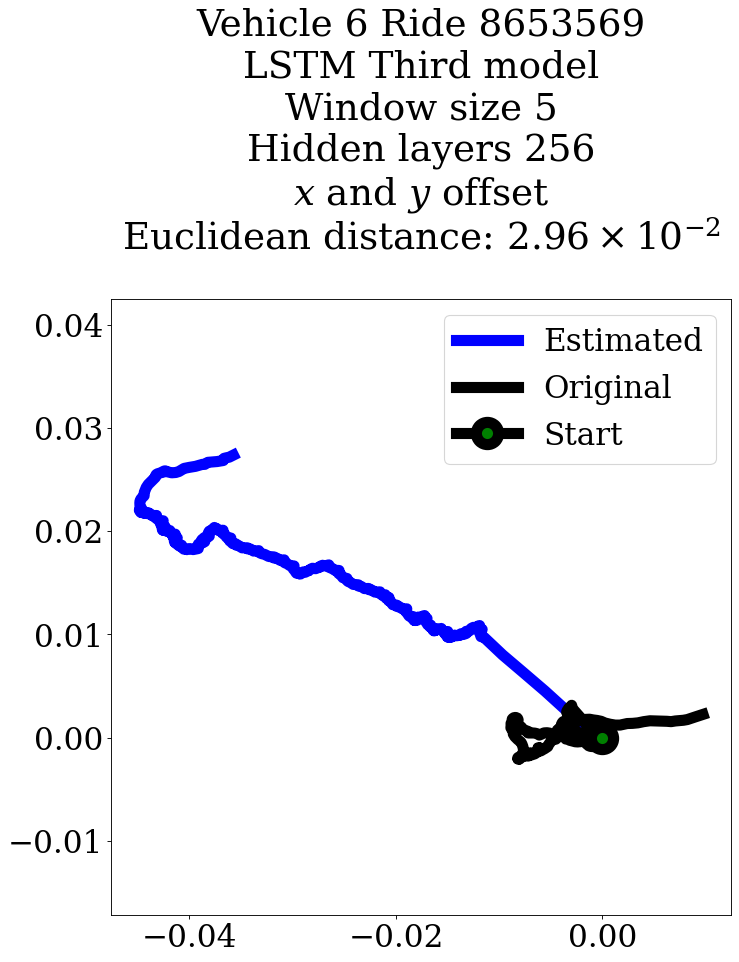 Vehicle 6 Ride 8653569
LSTM Third model
Window size 5
Hidden layers 256
x and y offset
Euclidean distance: 2.96 × 10⁻²
Estimated
Original
Start
0.04
0.03
0.02
0.01
0.00
−0.01
−0.04
−0.02
0.00